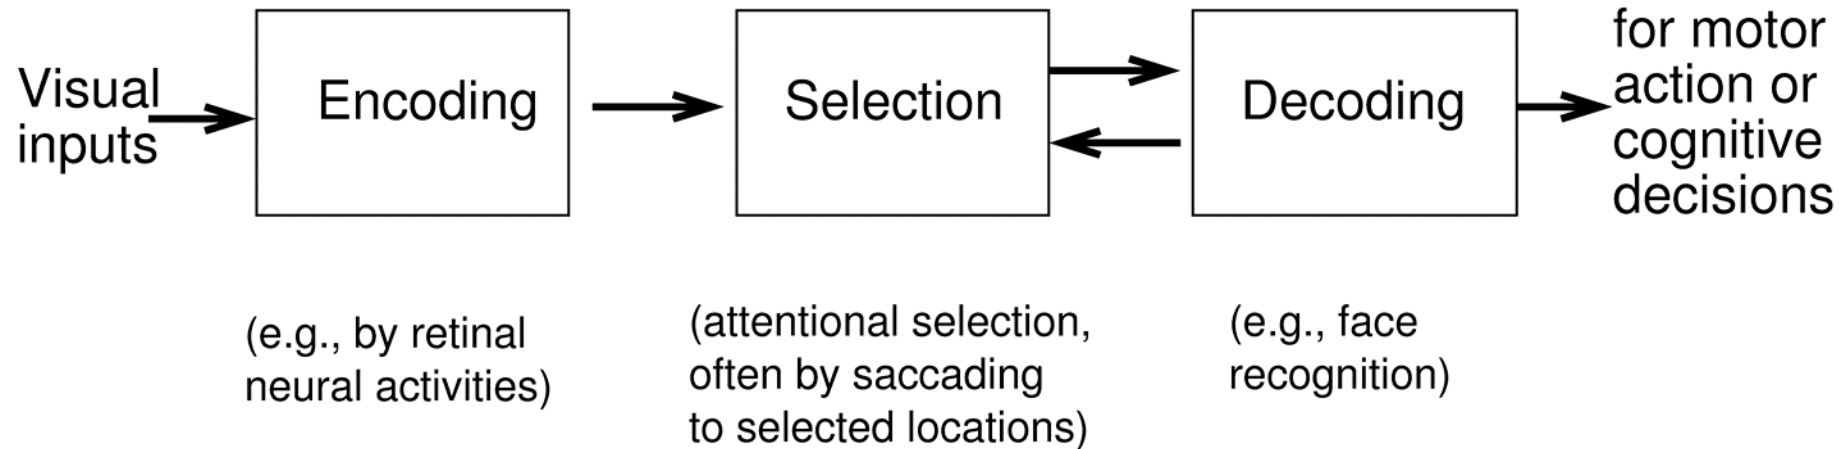 Visual
inputs
Encoding
Selection
Decoding
for motor
action or
cognitive
decisions
(e.g., by retinal
neural activities)
(attentional selection,
often by saccading
to selected locations)
(e.g., face
recognition)